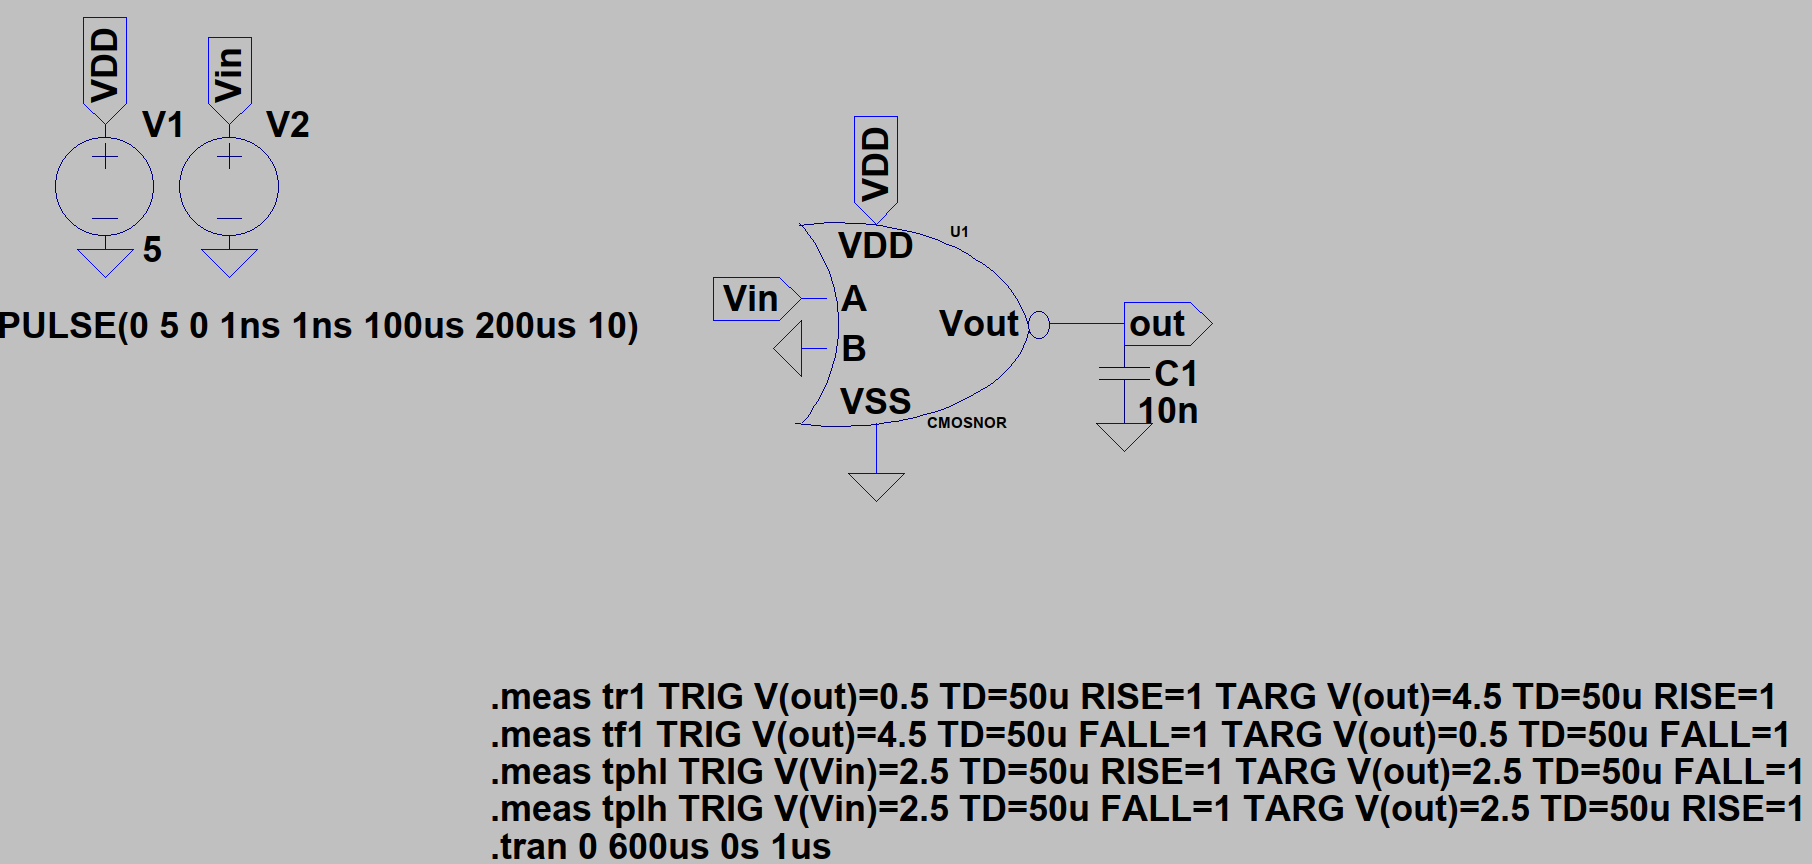 VDD
Vin
V1
V2
5
PULSE(0 5 0 1ns 1ns 100us 200us 10)
VDD
U1
VDD
Vin
A
B
Vout
out
VSS
CMOSNOR
C1
10n
.meas tr1 TRIG V(out)=0.5 TD=50u RISE=1 TARG V(out)=4.5 TD=50u RISE=1
.meas tf1 TRIG V(out)=4.5 TD=50u FALL=1 TARG V(out)=0.5 TD=50u FALL=1
.meas tphl TRIG V(Vin)=2.5 TD=50u RISE=1 TARG V(out)=2.5 TD=50u FALL=1
.meas tplh TRIG V(Vin)=2.5 TD=50u FALL=1 TARG V(out)=2.5 TD=50u RISE=1
.tran 0 600us 0s 1us